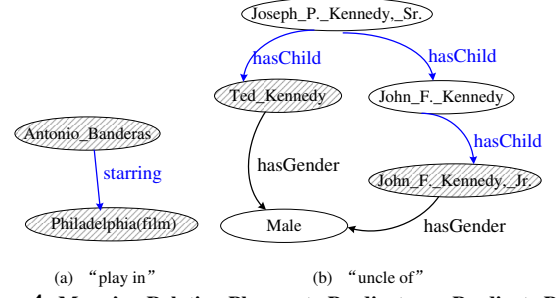 Joseph_P._Kennedy,_Sr.
hasChild
hasChild
Ted_Kennedy
John_F._Kennedy
Antonio_Banderas
hasChild
starring
hasGender
John_F._Kennedy,_Jr.
Philadelphia(film)
Male
hasGender
(a) “play in”
(b) “uncle of”